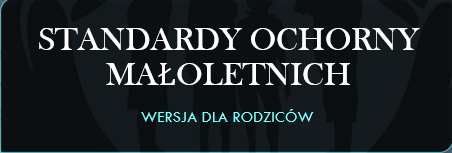 STANDARDY OCHORNY
MAŁOLETNICH
WERSJA DLA RODZICÓW